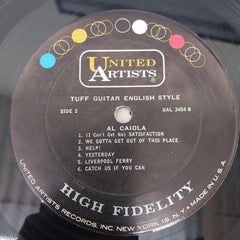 UNITED
ARTISTS
TUFF GUITAR ENGLISH STYLE
SIDE 2
UAL 3454 B
AL CAIOLA
1. (I Can't Get No) SATISFACTION
2. WE GOTTA GET OUT OF THIS PLACE
3. HELP!
4. YESTERDAY
5. LIVERPOOL FERRY
6. CATCH US IF YOU CAN
HIGH FIDELITY
UNITED ARTISTS RECORDS, INC. NEW YORK 19, N.Y. • MADE IN U.S.A.